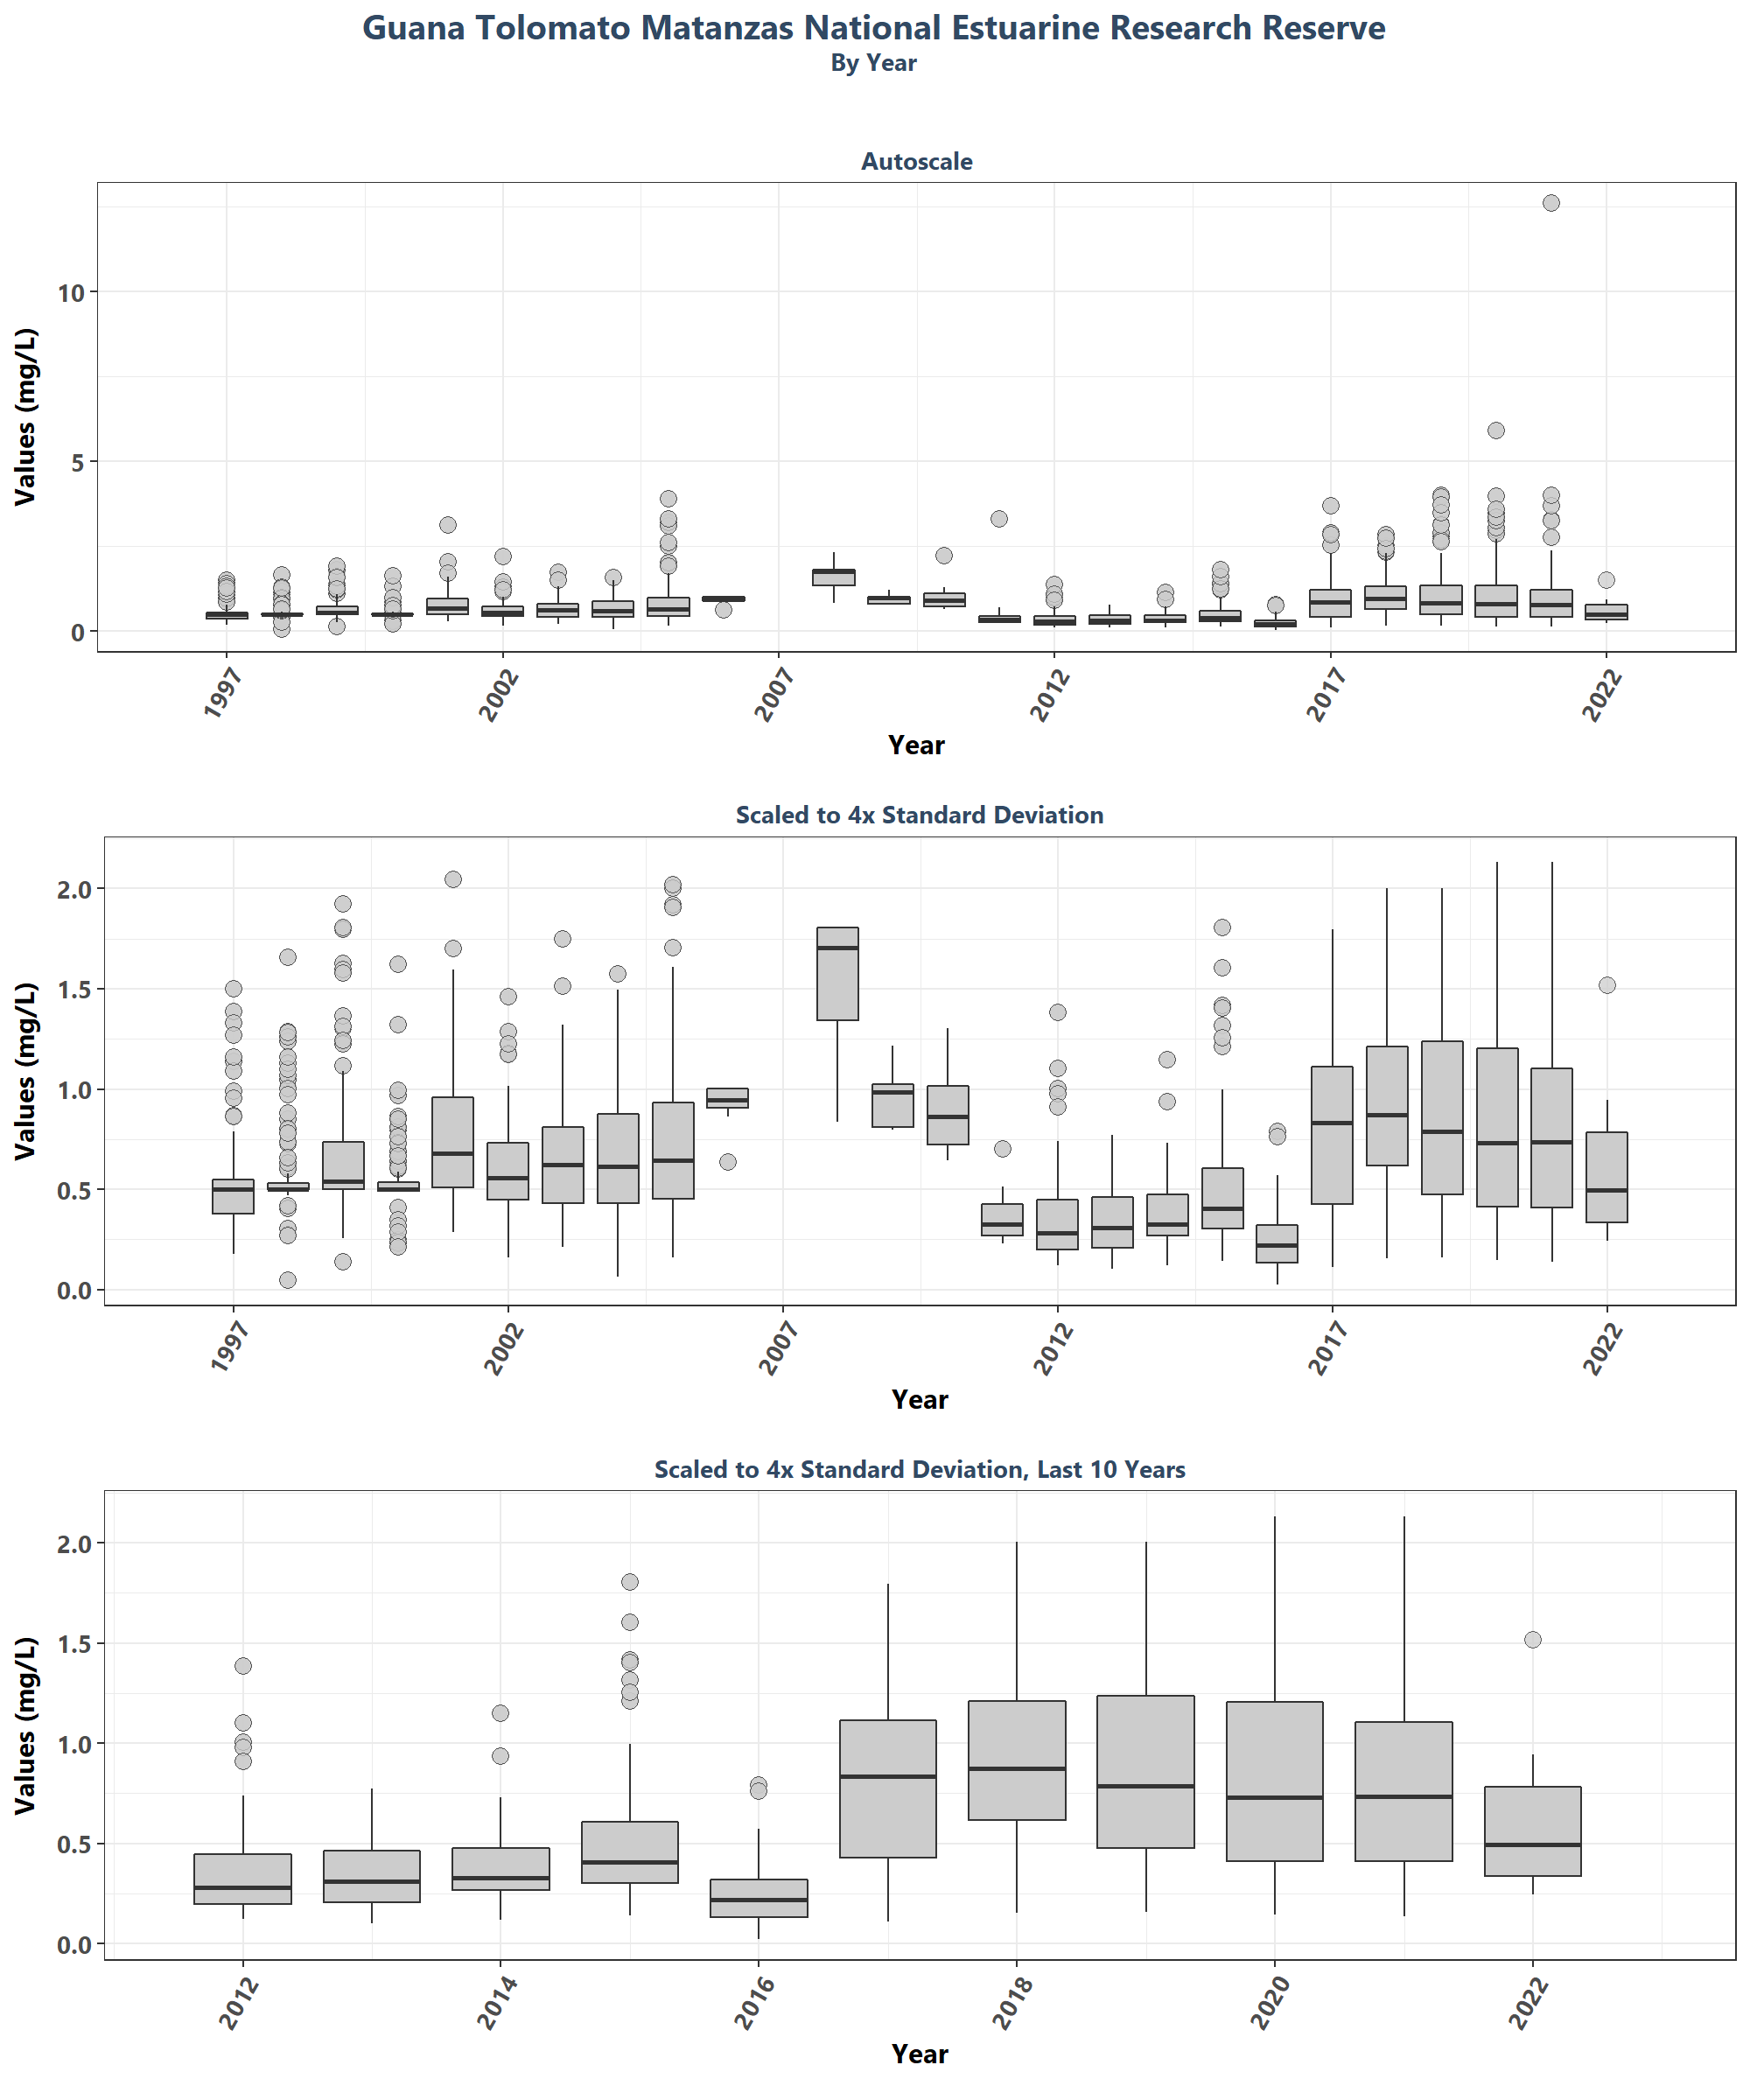 Guana Tolomato Matanzas National Estuarine Research Reserve
By Year
Autoscale
Values (mg/L)
10
5
0
1997
2002
2007
2012
2017
2022
Year
Scaled to 4x Standard Deviation
Values (mg/L)
2.0
1.5
1.0
0.5
0.0
1997
2002
2007
2012
2017
2022
Year
Scaled to 4x Standard Deviation, Last 10 Years
Values (mg/L)
2.0
1.5
1.0
0.5
0.0
2012
2014
2016
2018
2020
2022
Year